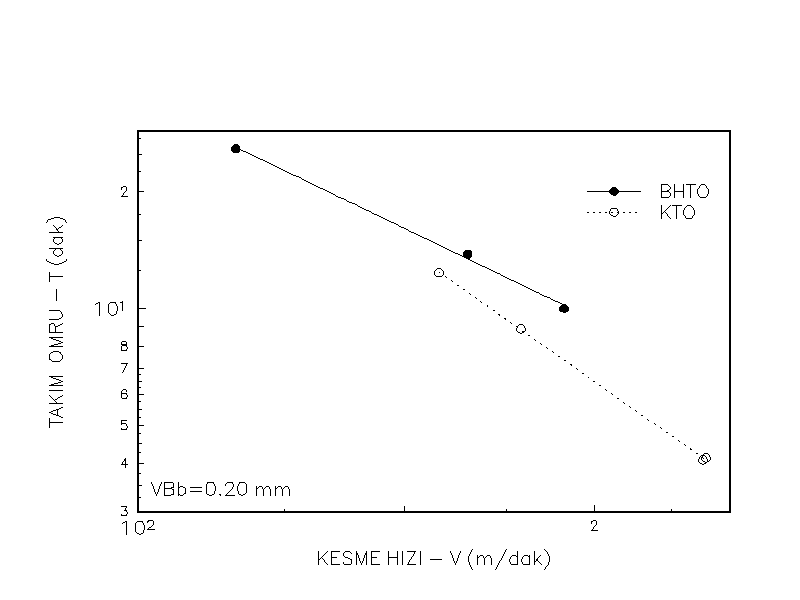 BHTO
KTO
2
10¹
8
7
6
5
4
3
TAKIM OMRU – T (dak)
VBb=0.20 mm
10²
2
KESME HIZI – V (m/dak)